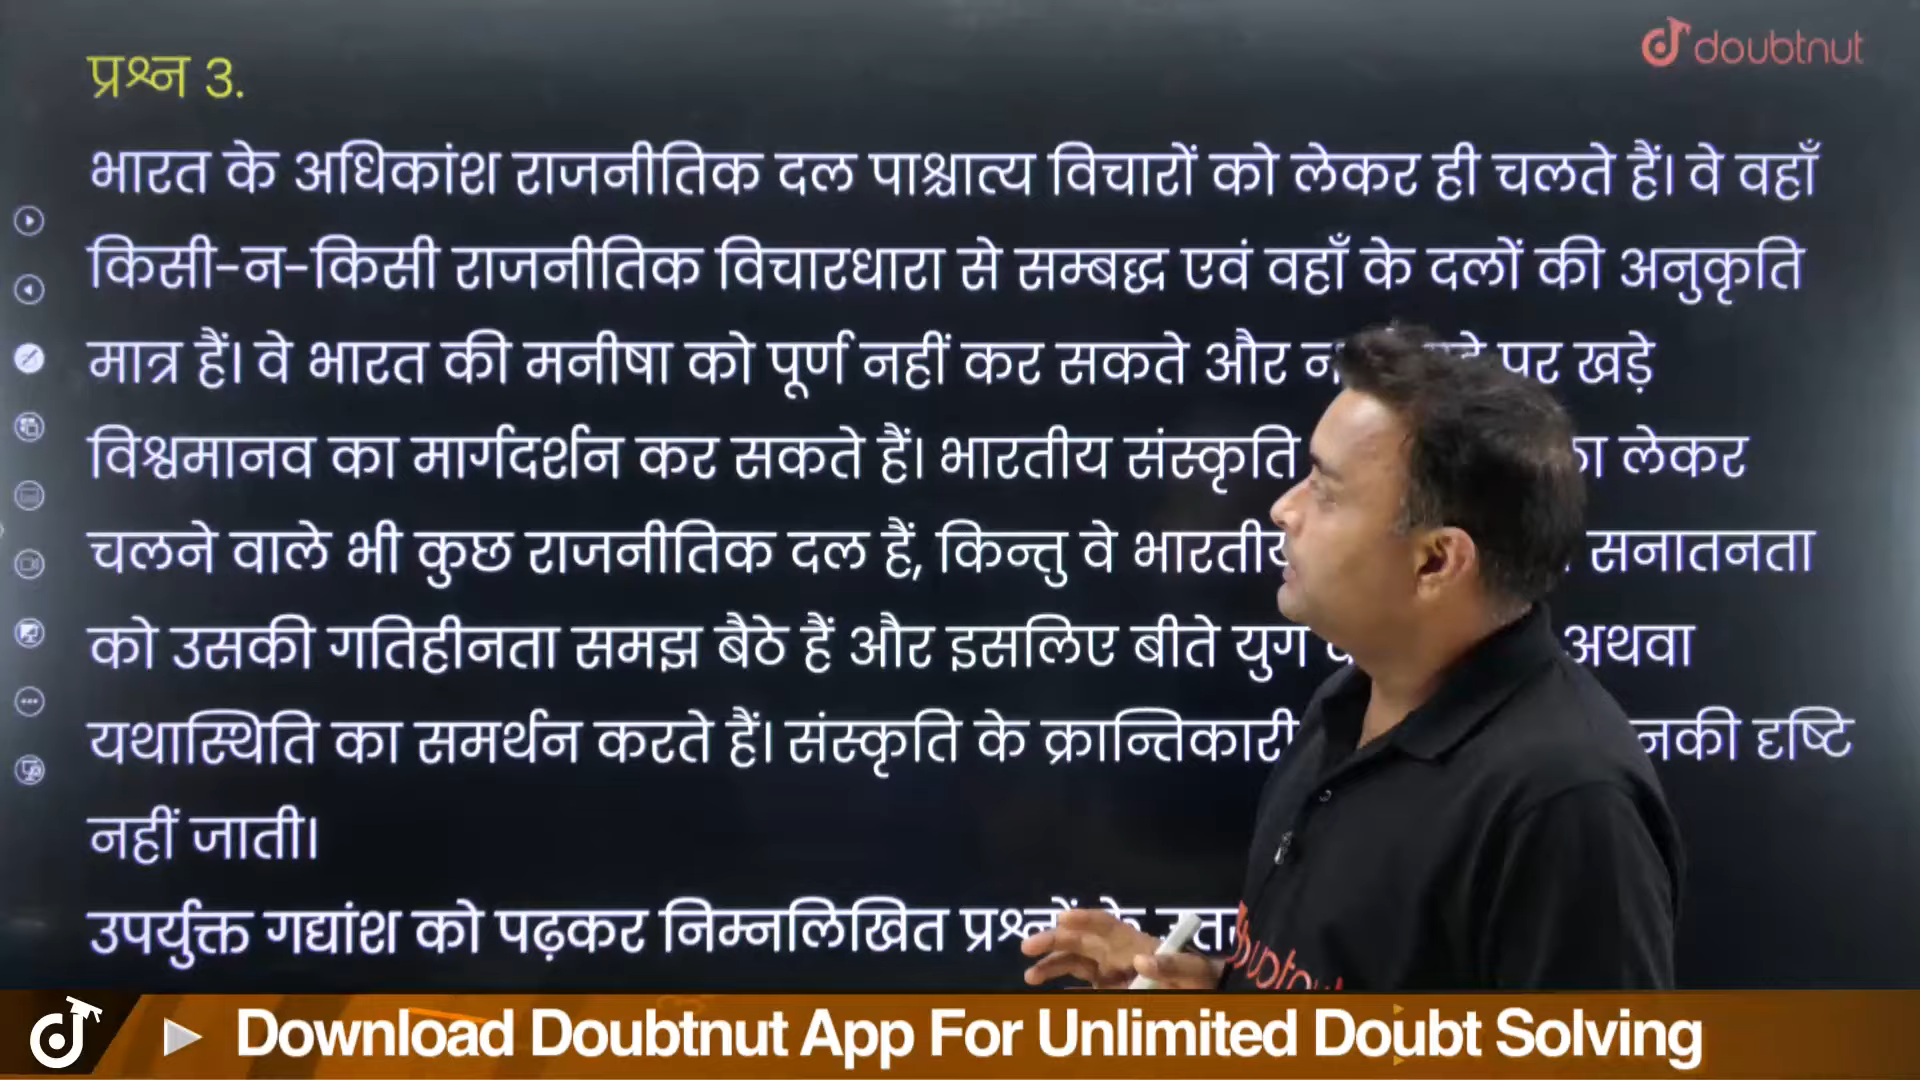 doubtnut
प्रश्न 3.
भारत के अधिकांश राजनीतिक दल पाश्चात्य विचारों को लेकर ही चलते हैं। वे वहाँ
किसी-न-किसी राजनीतिक विचारधारा से सम्बद्ध एवं वहाँ के दलों की अनुकृति
मात्र हैं। वे भारत की मनीषा को पूर्ण नहीं कर सकते और पर खड़े
विश्वमानव का मार्गदर्शन कर सकते हैं। भारतीय संस्कृति लेकर
चलने वाले भी कुछ राजनीतिक दल हैं, किन्तु वे सनातनता
को उसकी गतिहीनता समझ बैठे हैं और इसलिए बीते युग अथवा
यथास्थिति का समर्थन करते हैं। संस्कृति के क्रान्तिकारी दृष्टि
नहीं जाती।
उपर्युक्त गद्यांश को पढ़कर निम्नलिखित
Download Doubtnut App For Unlimited Doubt Solving